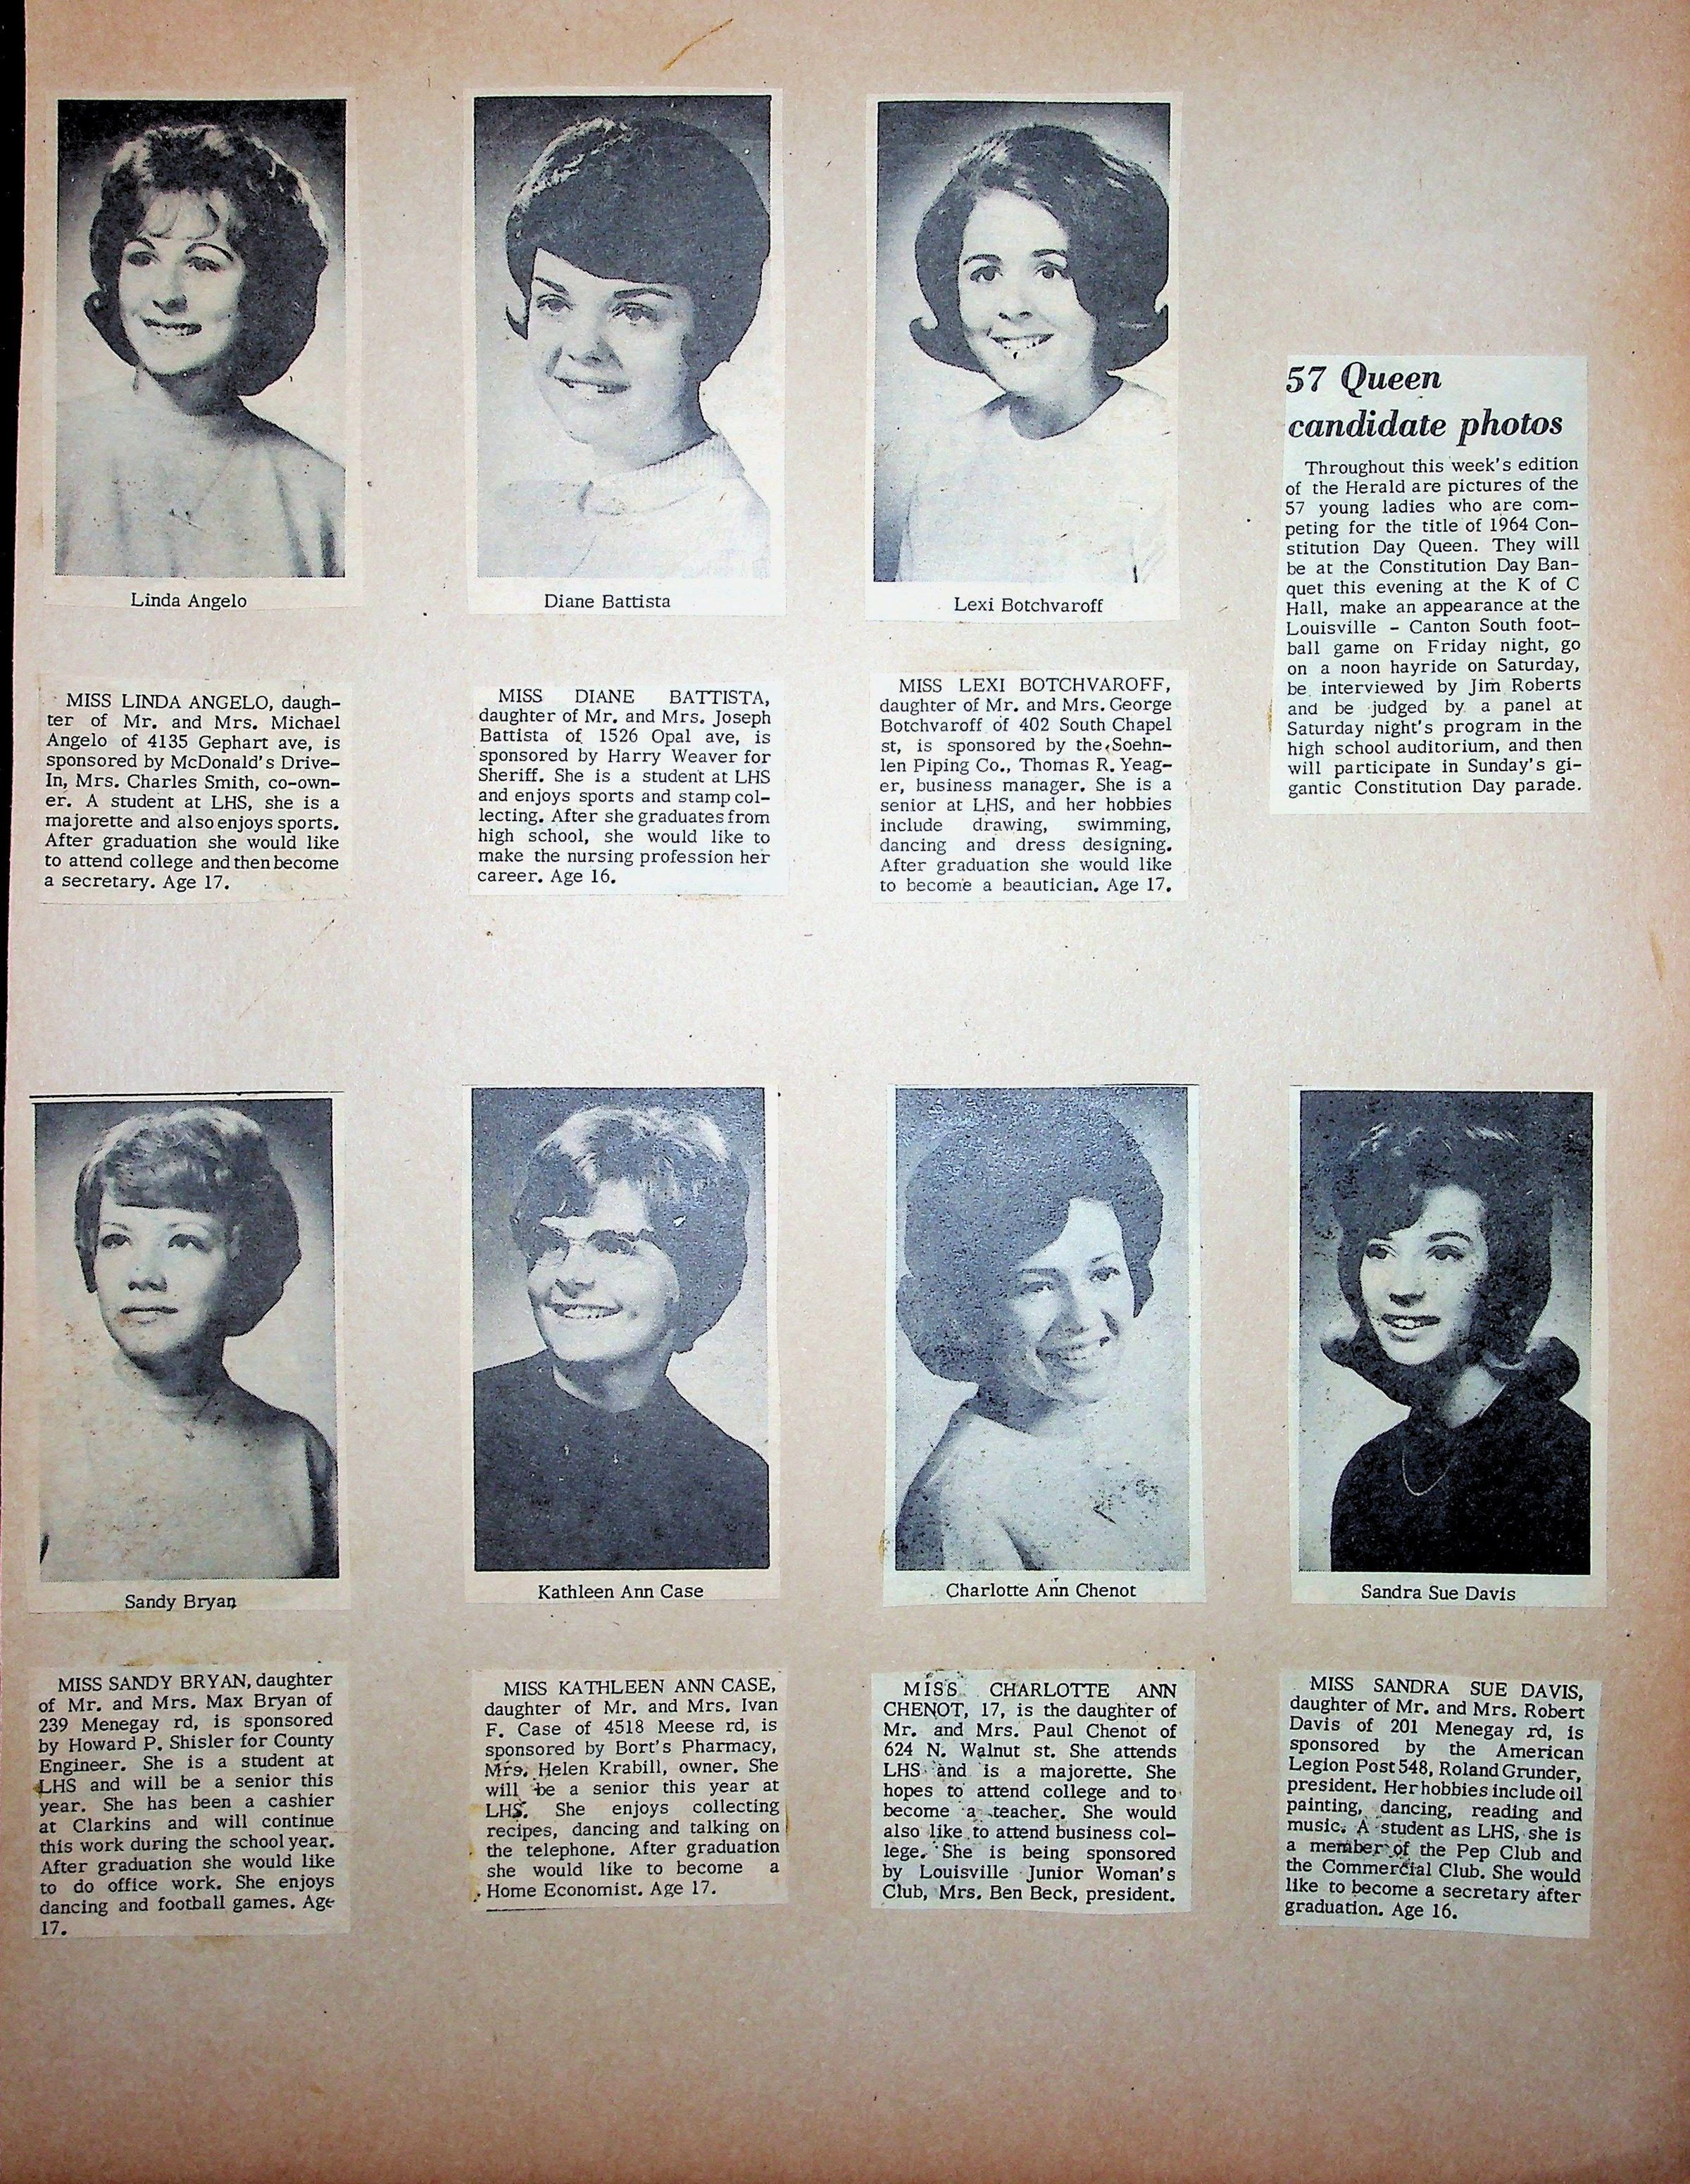 Linda Angelo
MISS LINDA ANGELO, daugh-
ter of Mr. and Mrs. Michael
Angelo of 4135 Gephart ave, is
sponsored by McDonald's Drive-
In, Mrs. Charles Smith, co-own-
er. A student at LHS, she is a
majorette and also enjoys sports.
After graduation she would like
to attend college and then become
a secretary. Age 17.
Diane Battista
MISS DIANE BATTISTA,
daughter of Mr. and Mrs. Joseph
Battista of 1526 Opal ave, is
sponsored by Harry Weaver for
Sheriff. She is a student at LHS
and enjoys sports and stamp col-
lecting. After she graduates from
high school, she would like to
make the nursing profession her
career. Age 16.
Lexi Botchvaroff
MISS LEXI BOTCHVAROFF,
daughter of Mr. and Mrs. George
Botchvaroff of 402 South Chapel
st, is sponsored by the Soehn-
len Piping Co., Thomas R. Yeag-
er, business manager. She is a
senior at LHS, and her hobbies
include drawing, swimming,
dancing and dress designing.
After graduation she would like
to become a beautician. Age 17.
57 Queen
candidate photos
Throughout this week's edition
of the Herald are pictures of the
57 young ladies who are com-
peting for the title of 1964 Con-
stitution Day Queen. They will
be at the Constitution Day Ban-
quet this evening at the K of C
Hall, make an appearance at the
Louisville - Canton South foot-
ball game on Friday night, go
on a noon hayride on Saturday,
be interviewed by Jim Roberts
and be judged by a panel at
Saturday night's program in the
high school auditorium, and then
will participate in Sunday's gi-
gantic Constitution Day parade.
Sandy Bryan
MISS SANDY BRYAN, daughter
of Mr. and Mrs. Max Bryan of
239 Menegay rd, is sponsored
by Howard P. Shisler for County
Engineer. She is a student at
LHS and will be a senior this
year. She has been a cashier
at Clarkins and will continue
this work during the school year.
After graduation she would like
to do office work. She enjoys
dancing and football games. Age
17.
Kathleen Ann Case
MISS KATHLEEN ANN CASE,
daughter of Mr. and Mrs. Ivan
F. Case of 4518 Meese rd, is
sponsored by Bort's Pharmacy,
Mrs. Helen Krabill, owner. She
will be a senior this year at
LHS. She enjoys collecting
recipes, dancing and talking on
the telephone. After graduation
she would like to become a
Home Economist. Age 17.
Charlotte Ann Chenot
MISS CHARLOTTE ANN
CHENOT, 17, is the daughter of
Mr. and Mrs. Paul Chenot of
624 N. Walnut st. She attends
LHS and is a majorette. She
hopes to attend college and to
become a teacher. She would
also like to attend business col-
lege. She is being sponsored
by Louisville Junior Woman's
Club, Mrs. Ben Beck, president.
Sandra Sue Davis
MISS SANDRA SUE DAVIS,
daughter of Mr. and Mrs. Robert
Davis of 201 Menegay rd, is
sponsored by the American
Legion Post 548, Roland Grunder,
president. Her hobbies include oil
painting, dancing, reading and
music. A student as LHS, she is
a member of the Pep Club and
the Commercial Club. She would
like to become a secretary after
graduation. Age 16.